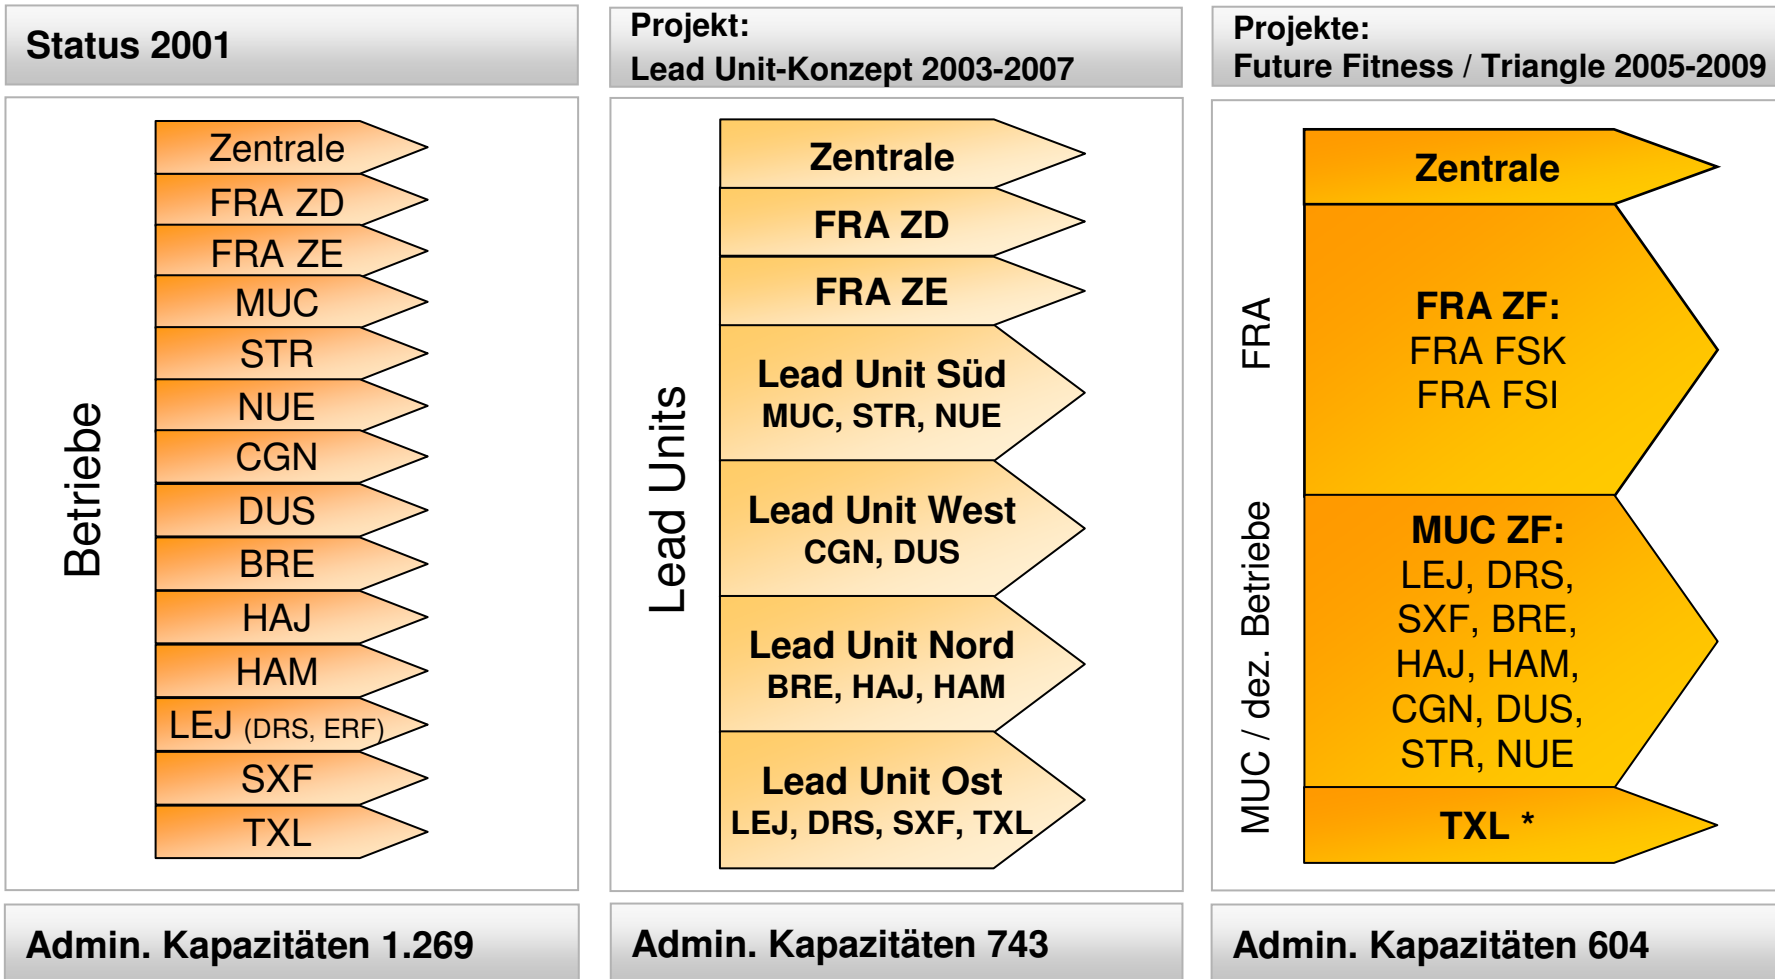 Status 2001
Betriebe
Zentrale
FRA ZD
FRA ZE
MUC
STR
NUE
CGN
DUS
BRE
HAJ
HAM
LEJ (DRS, ERF)
SXF
TXL
Admin. Kapazitäten 1.269
Projekt:
Lead Unit-Konzept 2003-2007
Lead Units
Zentrale
FRA ZD
FRA ZE
Lead Unit Süd
MUC, STR, NUE
Lead Unit West
CGN, DUS
Lead Unit Nord
BRE, HAJ, HAM
Lead Unit Ost
LEJ, DRS, SXF, TXL
Admin. Kapazitäten 743
Projekte:
Future Fitness / Triangle 2005-2009
Zentrale
FRA
FRA ZF:
FRA FSK
FRA FSI
MUC / dez. Betriebe
MUC ZF:
LEJ, DRS,
SXF, BRE,
HAJ, HAM,
CGN, DUS,
STR, NUE
TXL *
Admin. Kapazitäten 604